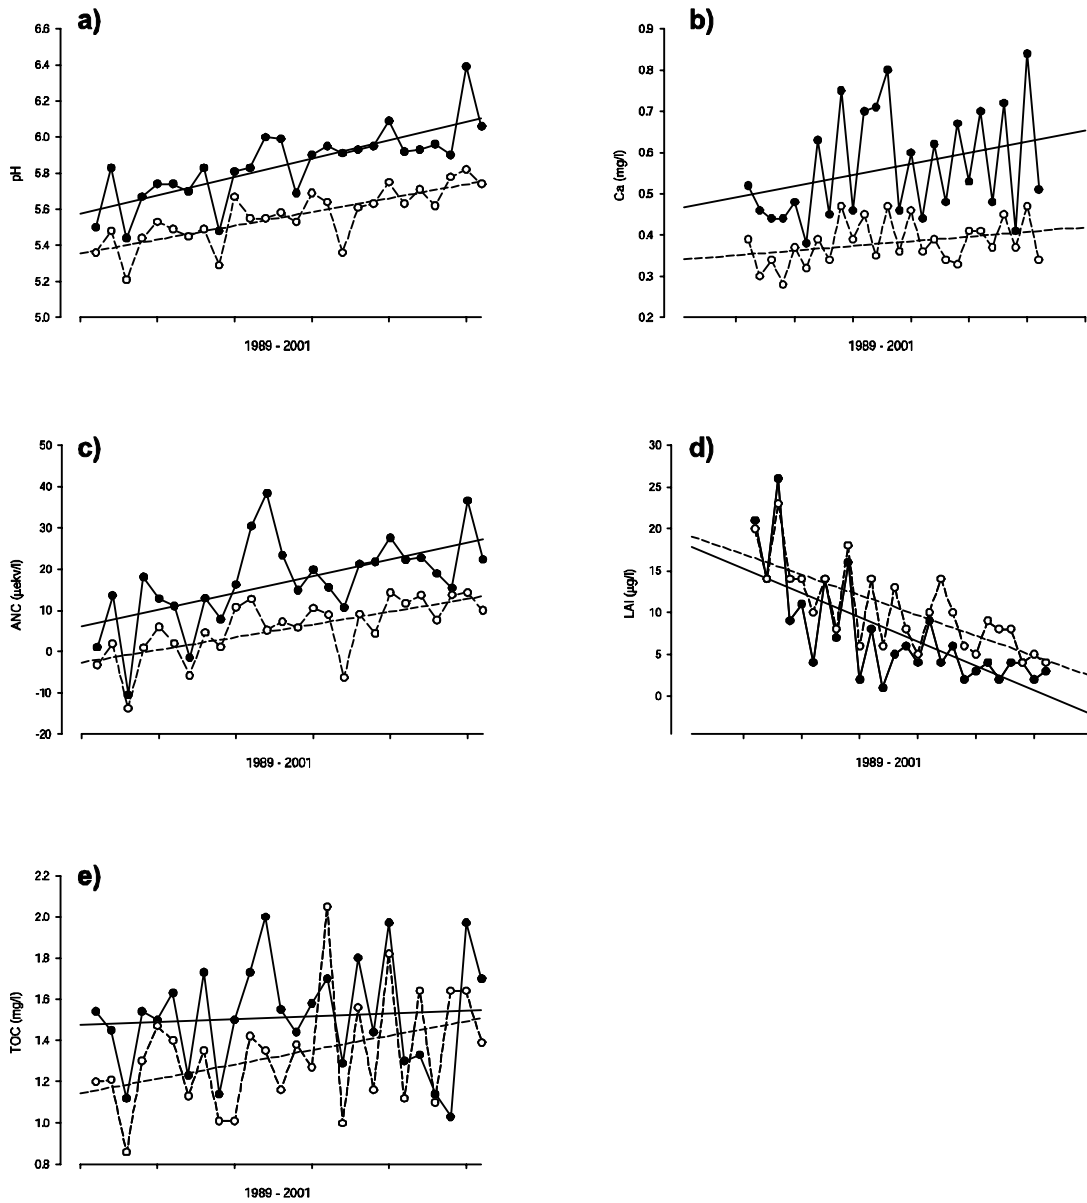 a)
6.6
6.4
6.2
6.0
5.8
5.6
5.4
5.2
5.0
pH
1989 - 2001
b)
0.9
0.8
0.7
0.6
0.5
0.4
0.3
0.2
Ca (mg/l)
1989 - 2001
c)
50
40
30
20
10
0
-10
-20
ANC (µekv/l)
1989 - 2001
d)
30
25
20
15
10
5
0
LAl (µg/l)
1989 - 2001
e)
2.2
2.0
1.8
1.6
1.4
1.2
1.0
0.8
TOC (mg/l)
1989 - 2001